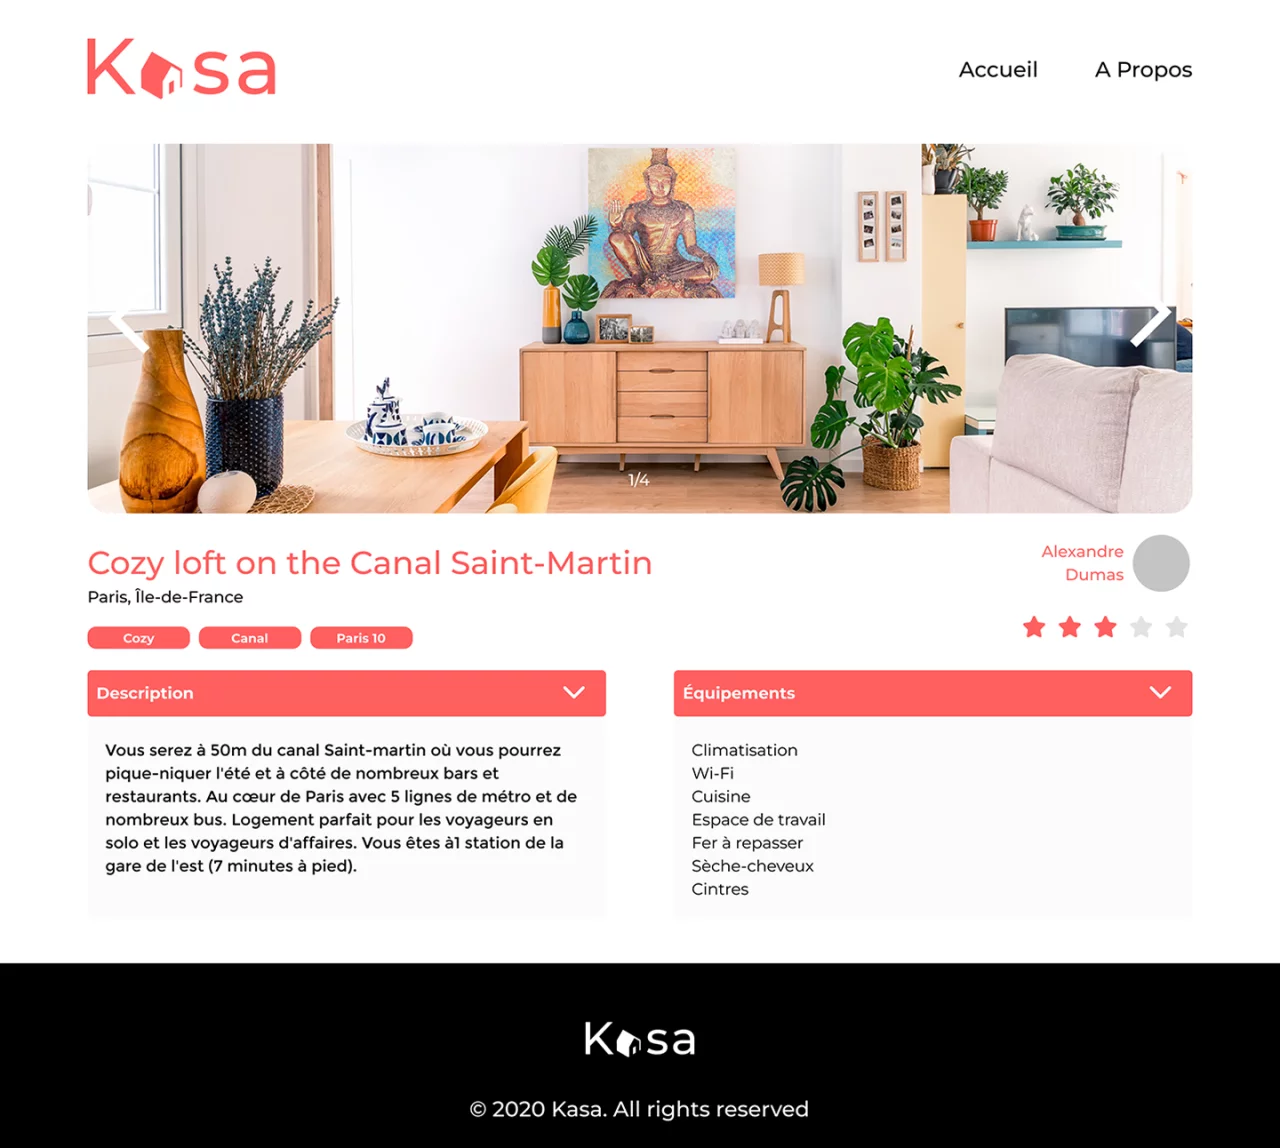 Kasa
Accueil
A Propos
1/4
Cozy loft on the Canal Saint-Martin
Paris, Île-de-France
Cozy
Canal
Paris 10
Alexandre
Dumas
Description
Vous serez à 50m du canal Saint-martin où vous pourrez
pique-niquer l'été et à côté de nombreux bars et
restaurants. Au cœur de Paris avec 5 lignes de métro et de
nombreux bus. Logement parfait pour les voyageurs en
solo et les voyageurs d'affaires. Vous êtes à1 station de la
gare de l'est (7 minutes à pied).
Équipements
Climatisation
Wi-Fi
Cuisine
Espace de travail
Fer à repasser
Sèche-cheveux
Cintres
Kasa
© 2020 Kasa. All rights reserved